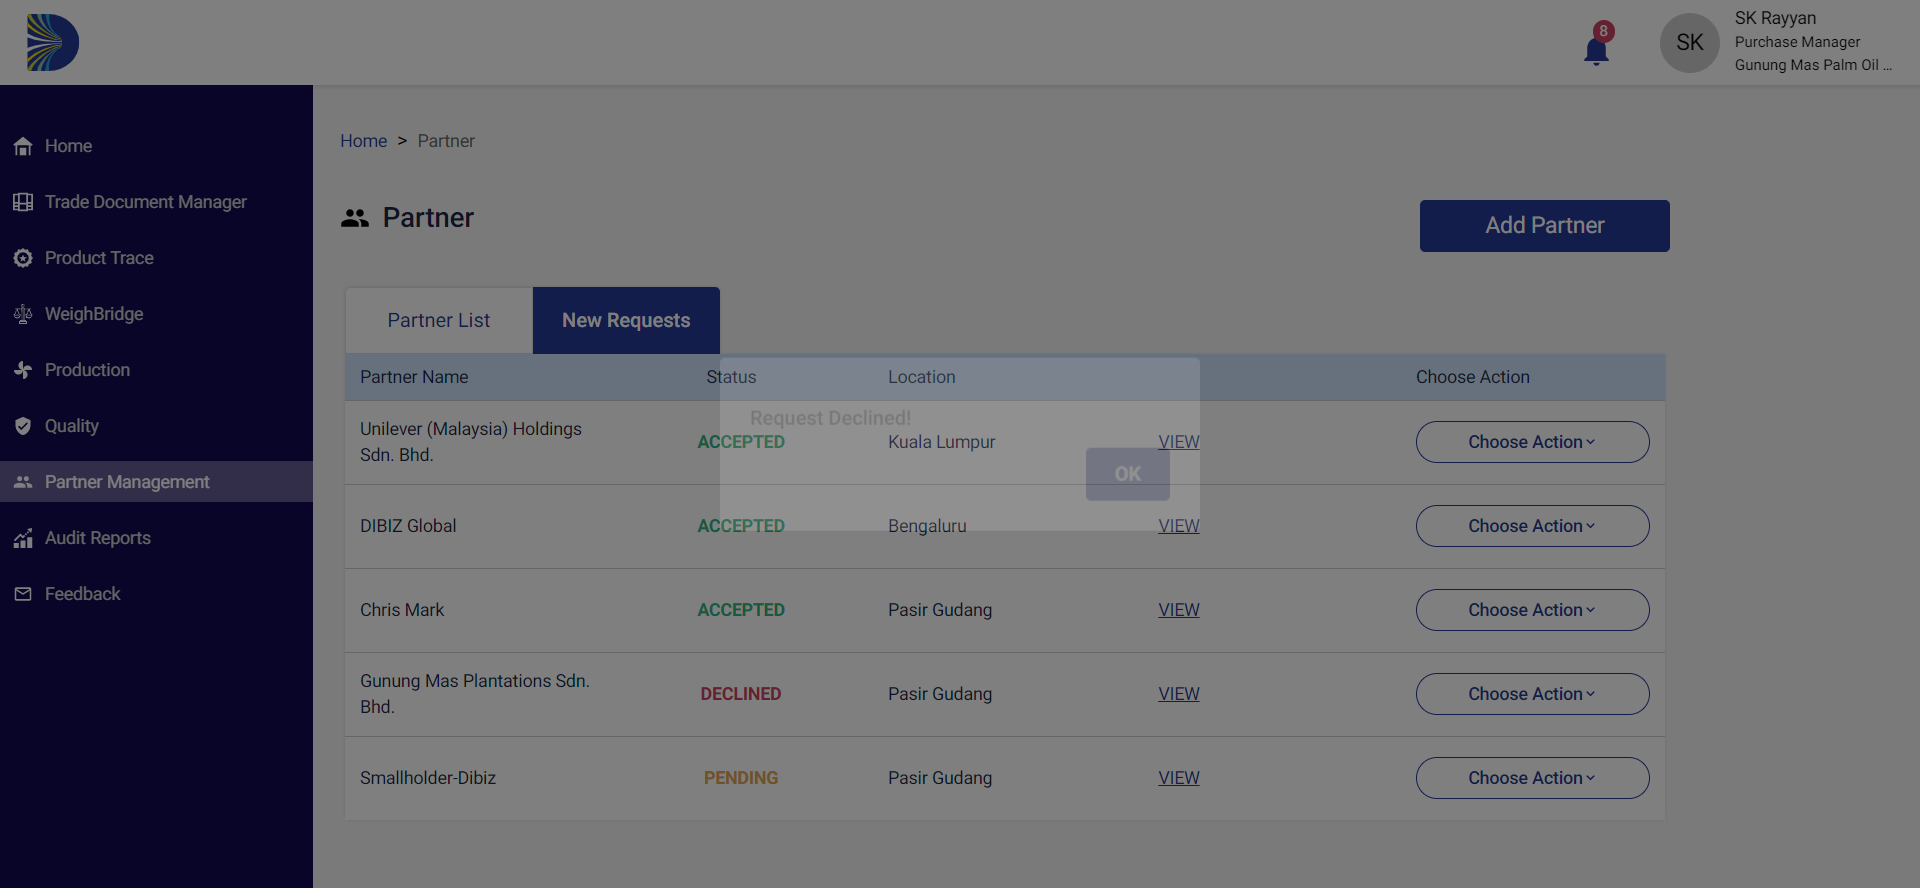 8
SK
SK Rayyan
Purchase Manager
Gunung Mas Palm Oil ...
Home
Trade Document Manager
Product Trace
WeighBridge
Production
Quality
Partner Management
Audit Reports
Feedback
Home > Partner
Partner
Add Partner
Partner List
New Requests
Partner Name Status Location Choose Action
Request Declined!
OK
Unilever (Malaysia) Holdings
Sdn. Bhd.
ACCEPTED Kuala Lumpur VIEW Choose Action
DIBIZ Global ACCEPTED Bengaluru VIEW Choose Action
Chris Mark ACCEPTED Pasir Gudang VIEW Choose Action
Gunung Mas Plantations Sdn.
Bhd.
DECLINED Pasir Gudang VIEW Choose Action
Smallholder-Dibiz PENDING Pasir Gudang VIEW Choose Action